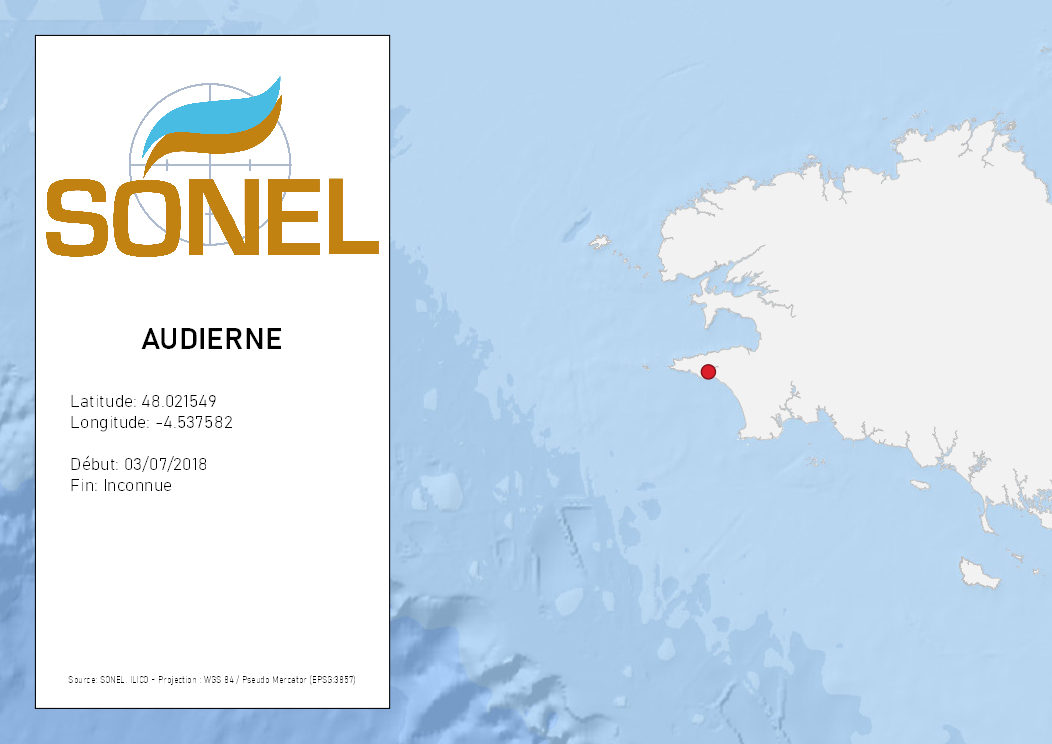 SONEL
AUDIERNE
Latitude: 48.021549
Longitude: -4.537582
Début: 03/07/2018
Fin: Inconnue
Source: SONEL, ILICO - Projection : WGS 84 / Pseudo Mercator (EPSG:3857)